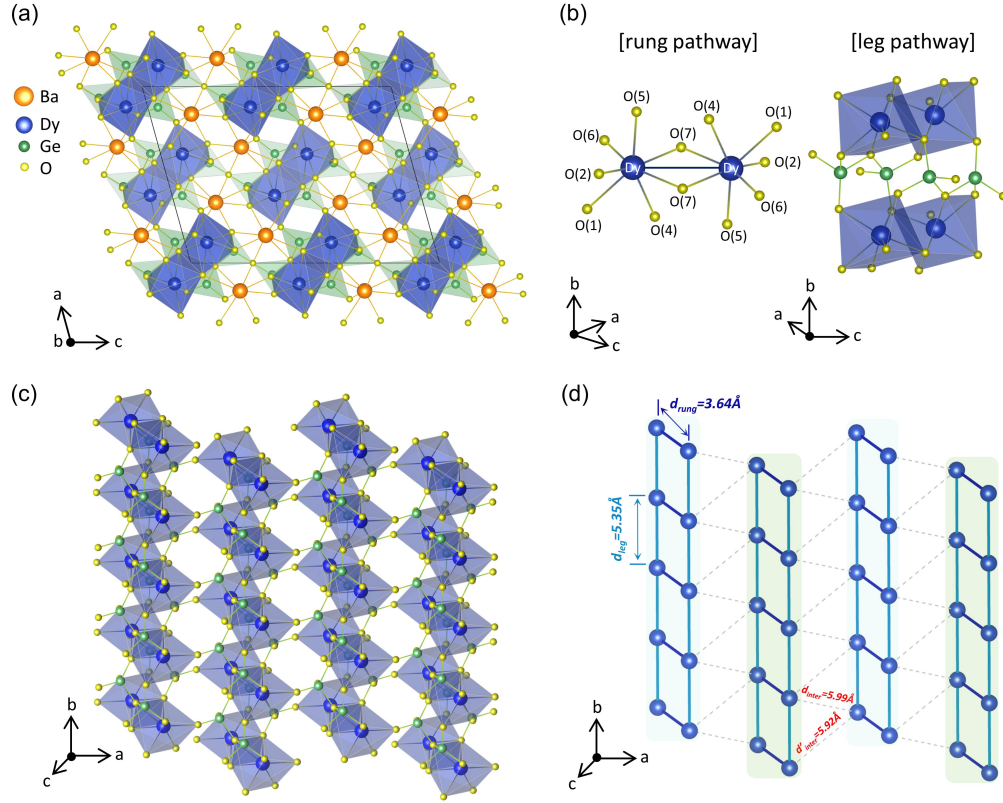 (a)
Ba
Dy
Ge
O
a
b
c
(b)
[rung pathway]
[leg pathway]
O(5)
O(4)
O(1)
O(6)
O(7)
O(2)
Dy
Dy
O(2)
O(7)
O(6)
O(1)
O(4)
O(5)
b
a
c
b
a
c
(c)
b
a
c
(d)
d_rung=3.64Å
d_leg=5.35Å
d_inter=5.99Å
d'_inter=5.92Å
b
a
c